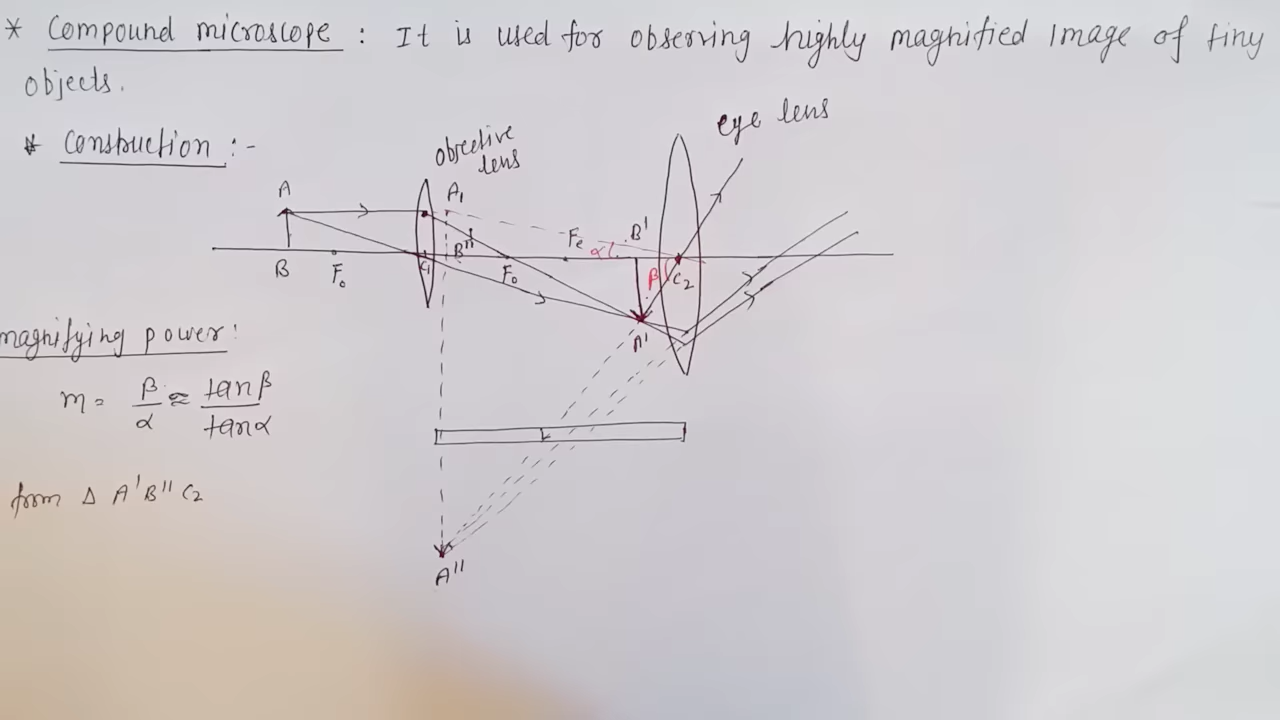 * Compound microscope : It is used for observing highly magnified Image of tiny
objects.
* Construction :-
objective
lens
eye lens
A
A₁
B
F₀
C₁
B''
F₀
Fe
α
B'
β
C₂
A'
magnifying power:
m = β/α ≈ tanβ/tanα
from Δ A'B''C₂
A''